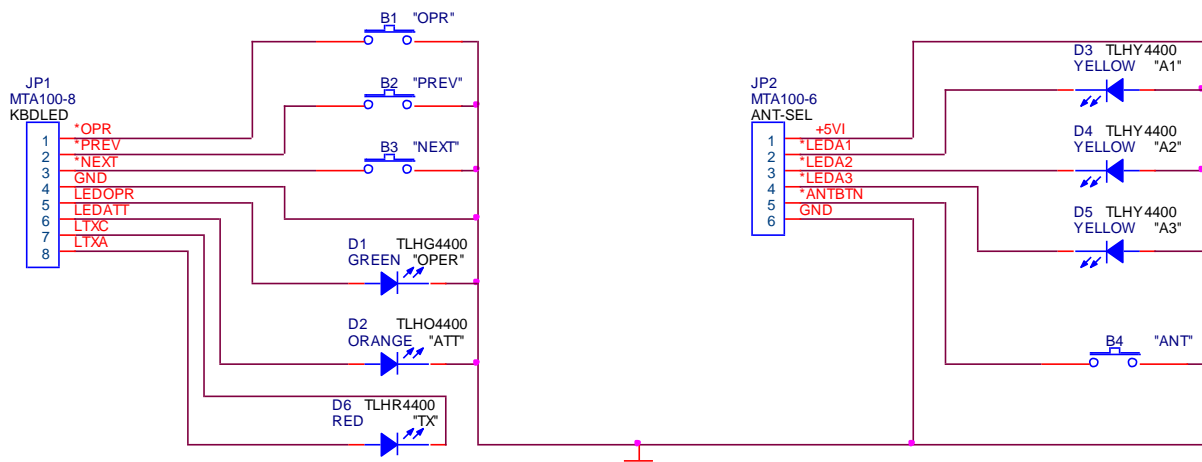 B1 "OPR"
JP1
MTA100-8
KBDLED
1 *OPR
2 *PREV
3 *NEXT
4 GND
5 LEDOPR
6 LEDATT
7 LTXC
8 LTXA
B2 "PREV"
B3 "NEXT"
D1 TLHG4400
GREEN "OPER"
D2 TLHO4400
ORANGE "ATT"
D6 TLHR4400
RED "TX"
JP2
MTA100-6
ANT-SEL
1 +5VI
2 *LEDA1
3 *LEDA2
4 *LEDA3
5 *ANTBTN
6 GND
D3 TLHY4400
YELLOW "A1"
D4 TLHY4400
YELLOW "A2"
D5 TLHY4400
YELLOW "A3"
B4 "ANT"